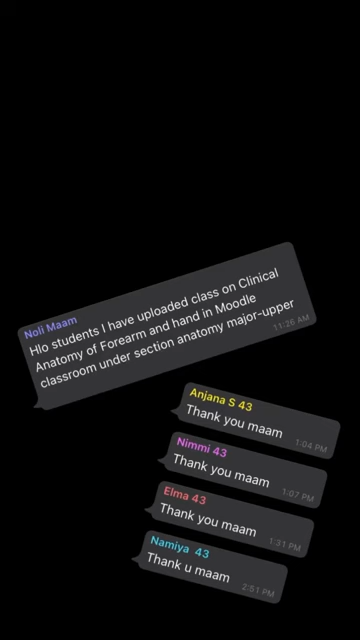 Noli Maam
Hlo students I have uploaded class on Clinical
Anatomy of Forearm and hand in Moodle
classroom under section anatomy major-upper
11:26 AM
Anjana S 43
Thank you maam
1:04 PM
Nimmi 43
Thank you maam
1:07 PM
Elma 43
Thank you maam
1:31 PM
Namiya 43
Thank u maam
2:51 PM